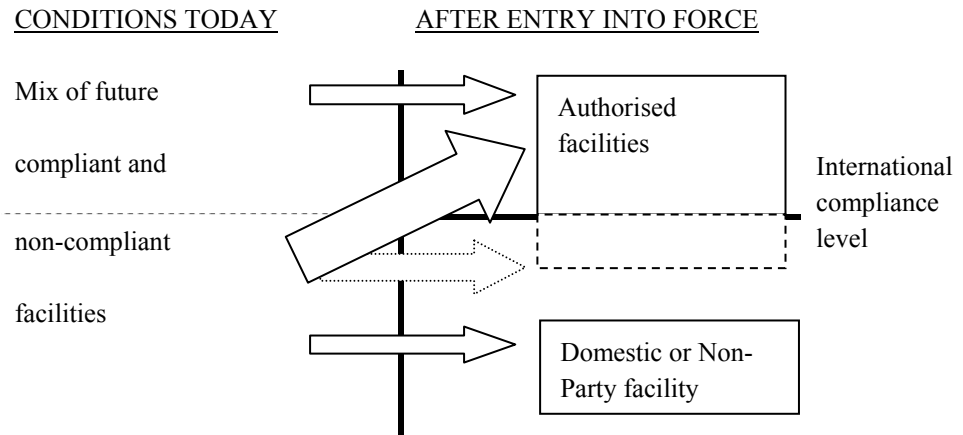 CONDITIONS TODAY
AFTER ENTRY INTO FORCE
Mix of future
compliant and
non-compliant
facilities
Authorised
facilities
International
compliance
level
Domestic or Non-
Party facility